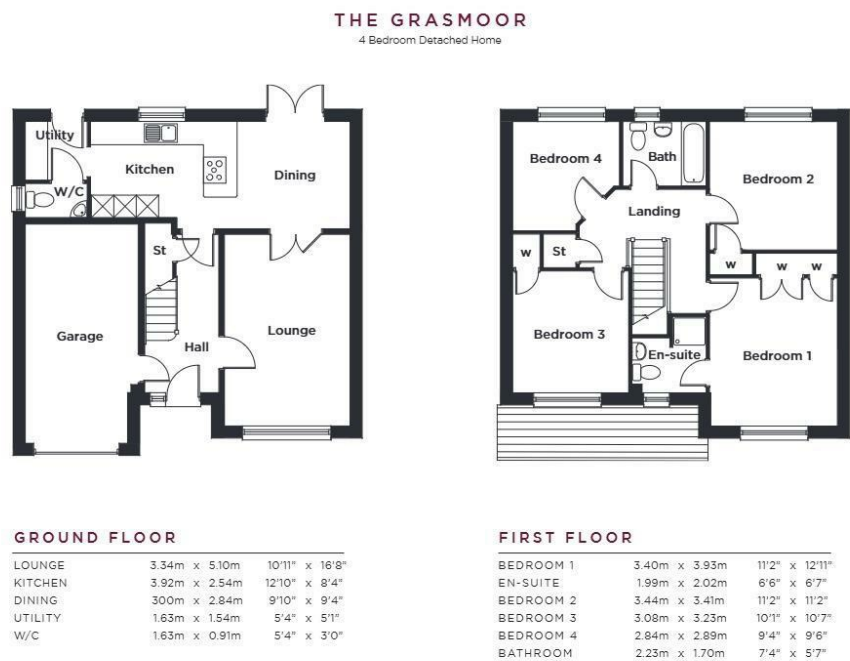 THE GRASMOOR
4 Bedroom Detached Home
Utility
Kitchen
W/C
Dining
St
Garage
Hall
Lounge
Bedroom 4
Bath
Bedroom 2
Landing
W
St
W
W
W
Bedroom 3
En-suite
Bedroom 1
GROUND FLOOR
LOUNGE 3.34m x 5.10m 10'11" x 16'8"
KITCHEN 3.92m x 2.54m 12'10" x 8'4"
DINING 300m x 2.84m 9'10" x 9'4"
UTILITY 1.63m x 1.54m 5'4" x 5'1"
W/C 1.63m x 0.91m 5'4" x 3'0"
FIRST FLOOR
BEDROOM 1 3.40m x 3.93m 11'2" x 12'11"
EN-SUITE 1.99m x 2.02m 6'6" x 6'7"
BEDROOM 2 3.44m x 3.41m 11'2" x 11'2"
BEDROOM 3 3.08m x 3.23m 10'1" x 10'7"
BEDROOM 4 2.84m x 2.89m 9'4" x 9'6"
BATHROOM 2.23m x 1.70m 7'4" x 5'7"